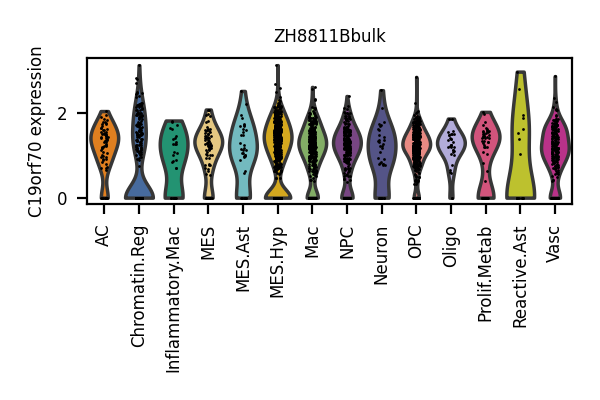 ZH8811Bbulk
C19orf70 expression
2
0
AC
Chromatin.Reg
Inflammatory.Mac
MES
MES.Ast
MES.Hyp
Mac
NPC
Neuron
OPC
Oligo
Prolif.Metab
Reactive.Ast
Vasc